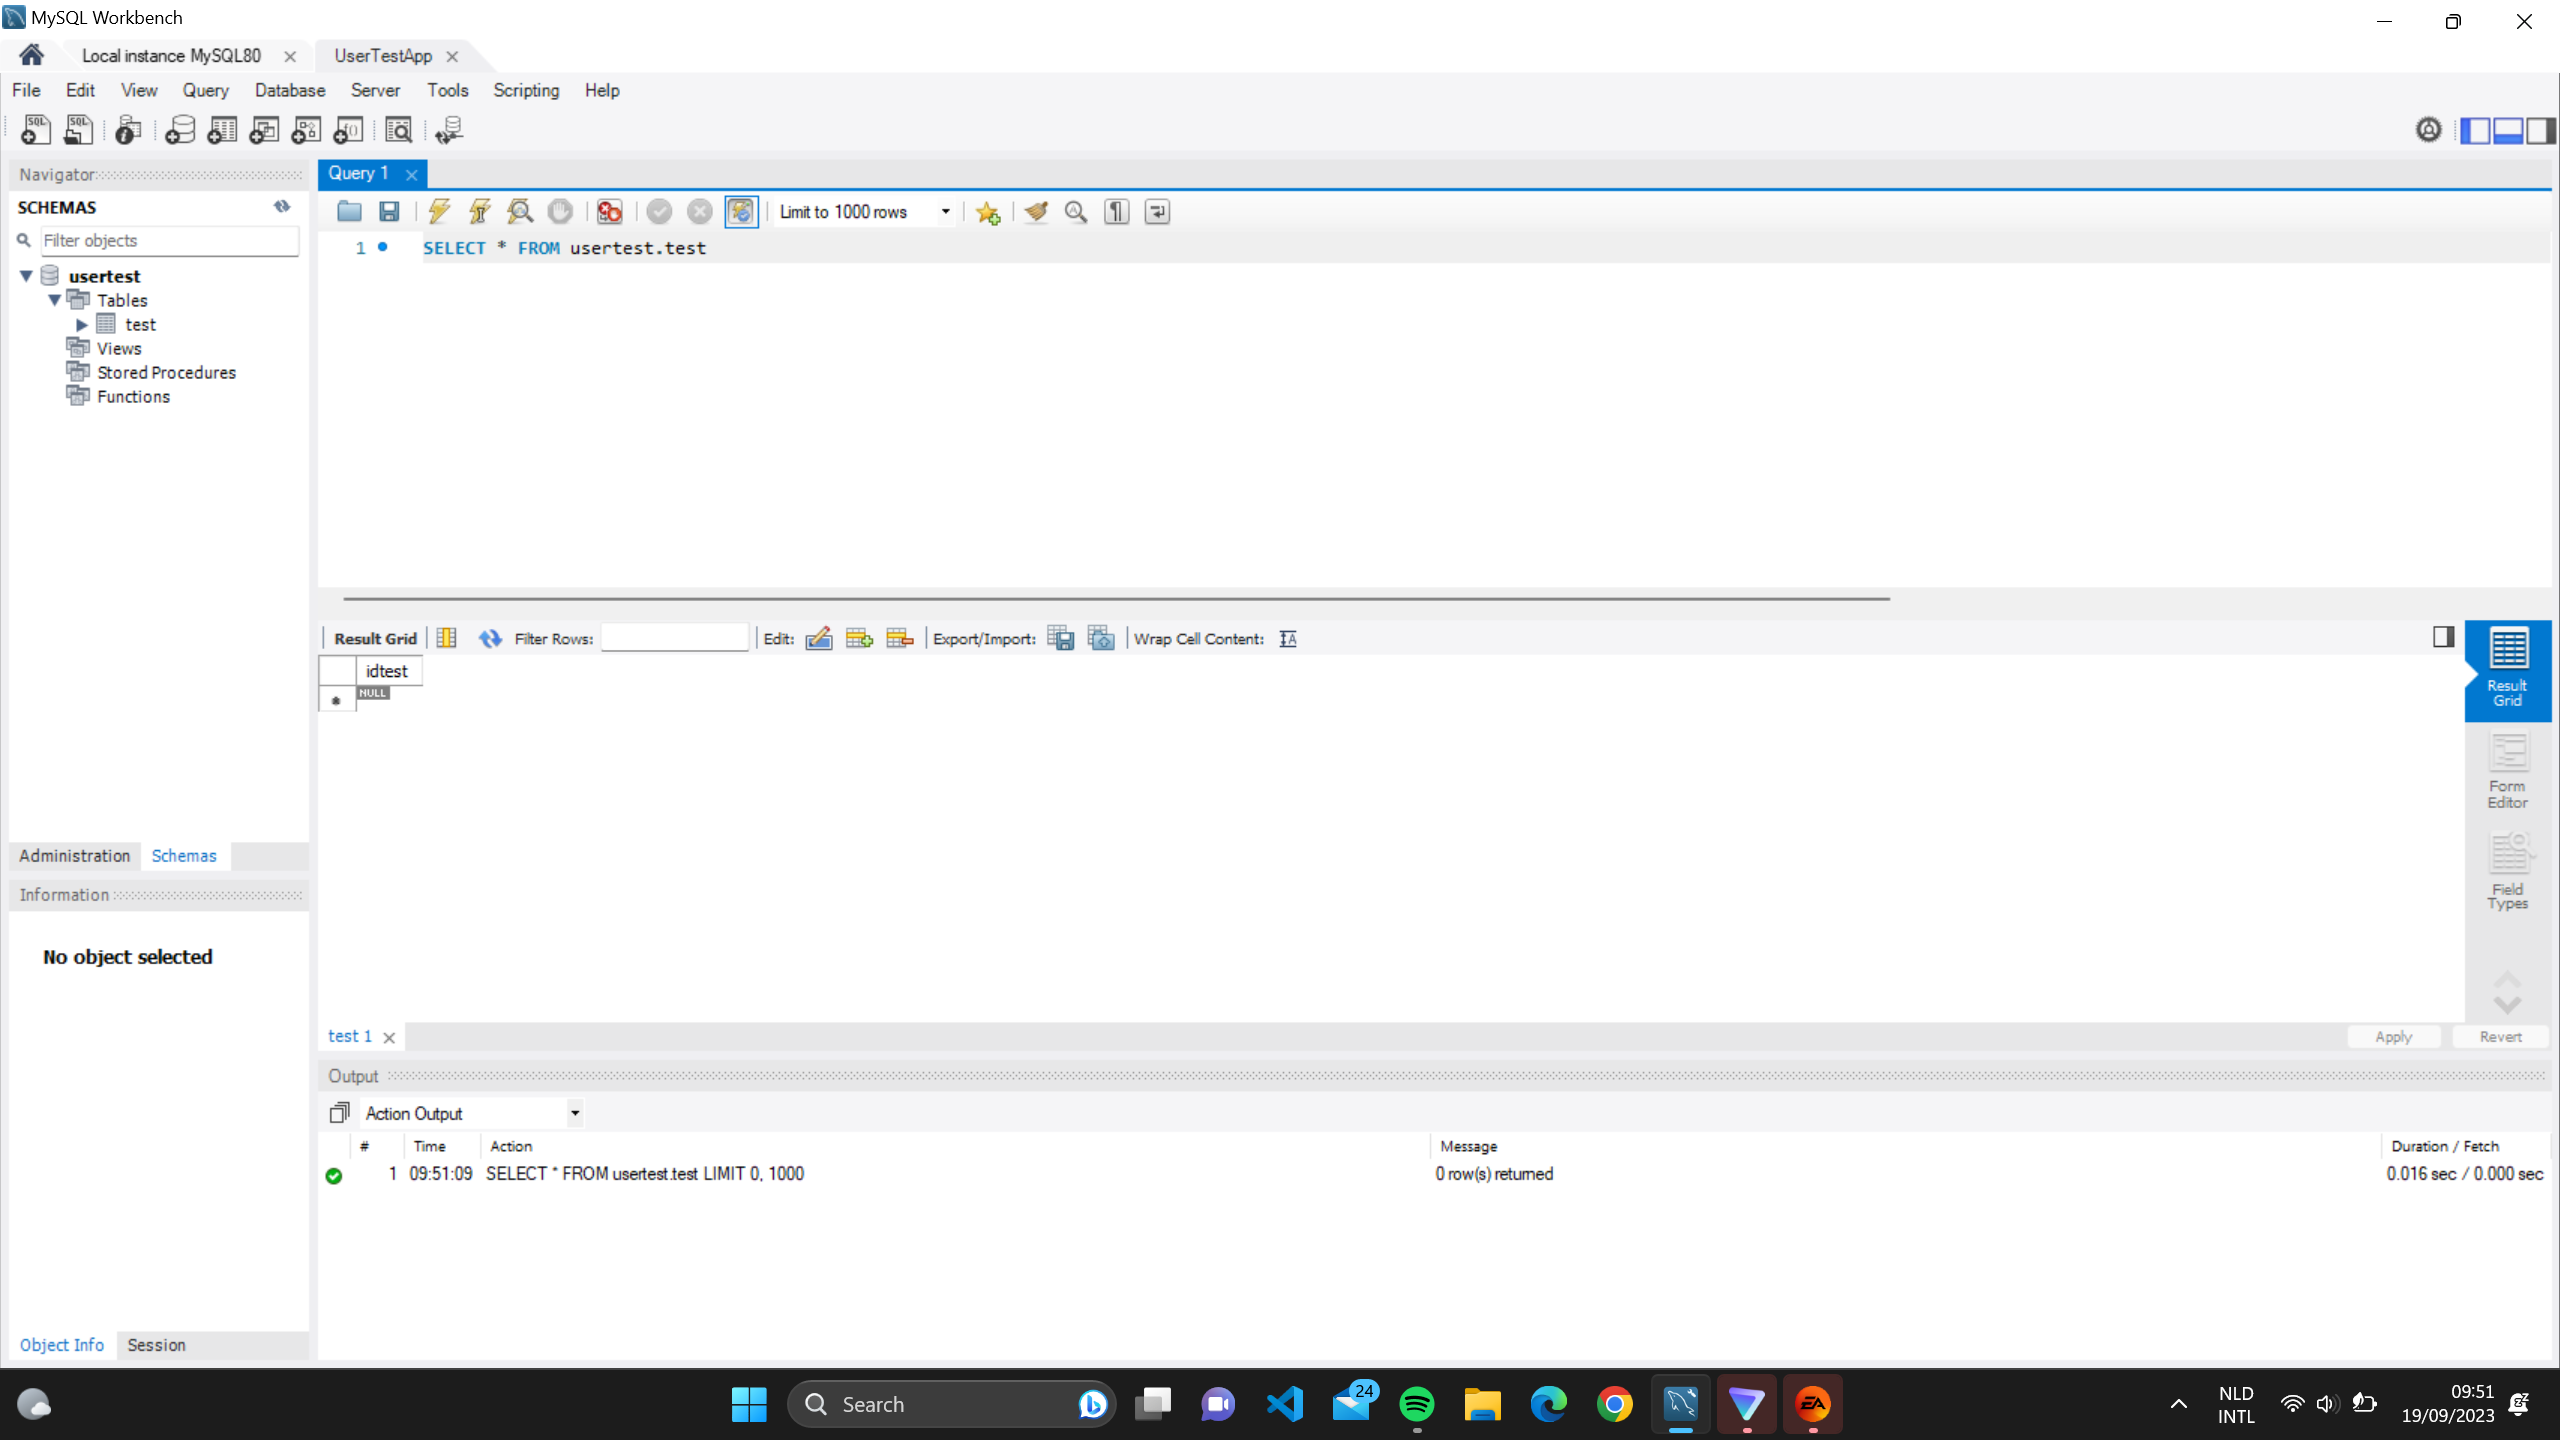 MySQL Workbench
Local instance MySQL80
UserTestApp
File Edit View Query Database Server Tools Scripting Help
Navigator
Query 1
SCHEMAS
Limit to 1000 rows
Filter objects
1 SELECT * FROM usertest.test
usertest
Tables
test
Views
Stored Procedures
Functions
Result Grid Filter Rows: Edit: Export/Import: Wrap Cell Content:
idtest
NULL
Result
Grid
Form
Editor
Field
Types
Administration Schemas
Information
No object selected
test 1
Apply Revert
Output
Action Output
# Time Action Message Duration / Fetch
1 09:51:09 SELECT * FROM usertest.test LIMIT 0, 1000 0 row(s) returned 0.016 sec / 0.000 sec
Object Info Session
Search
24
EA
NLD
INTL
09:51
19/09/2023